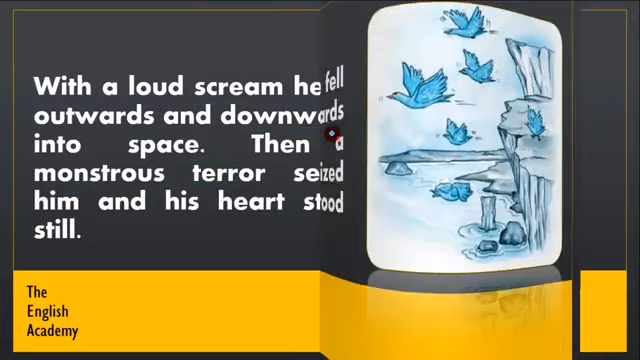 With a loud scream he fell
outwards and downwards
into space. Then a
monstrous terror seized
him and his heart stood
still.
The
English
Academy